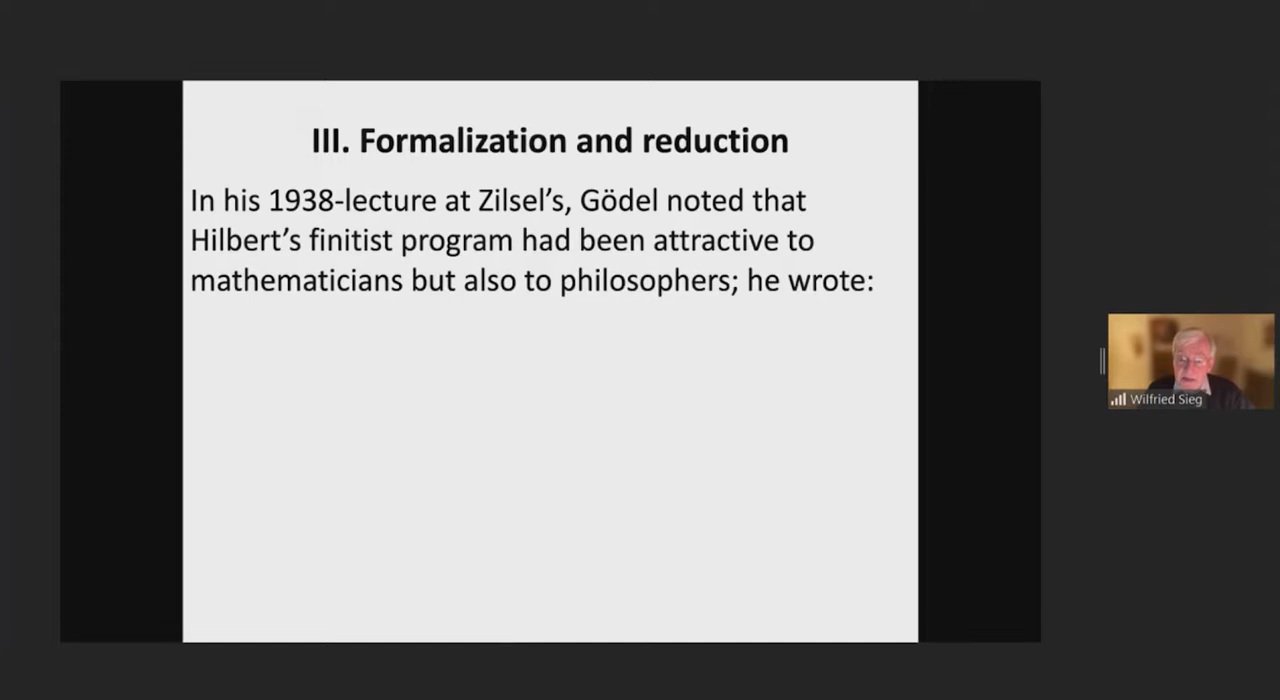 III. Formalization and reduction
In his 1938-lecture at Zilsel’s, Gödel noted that
Hilbert’s finitist program had been attractive to
mathematicians but also to philosophers; he wrote:
Wilfried Sieg